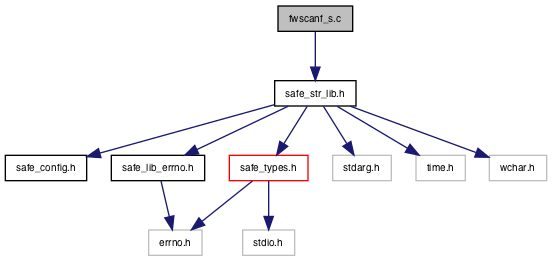 fwscanf_s.c
safe_str_lib.h
safe_config.h
safe_lib_errno.h
safe_types.h
stdarg.h
time.h
wchar.h
errno.h
stdio.h